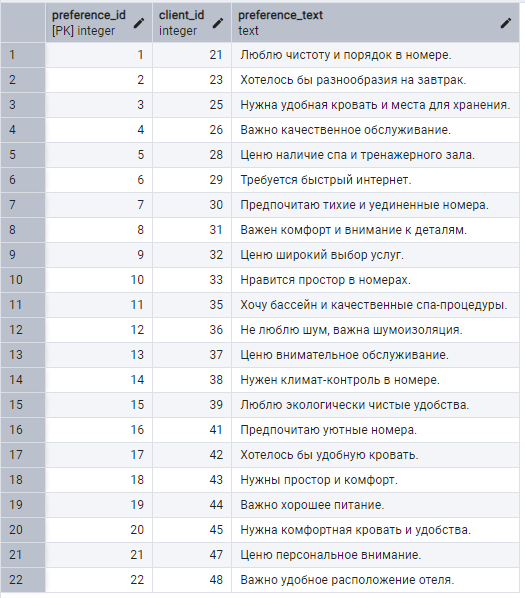 preference_id client_id preference_text
[PK] integer integer text
1 1 21 Люблю чистоту и порядок в номере.
2 2 23 Хотелось бы разнообразия на завтрак.
3 3 25 Нужна удобная кровать и места для хранения.
4 4 26 Важно качественное обслуживание.
5 5 28 Ценю наличие спа и тренажерного зала.
6 6 29 Требуется быстрый интернет.
7 7 30 Предпочитаю тихие и уединенные номера.
8 8 31 Важен комфорт и внимание к деталям.
9 9 32 Ценю широкий выбор услуг.
10 10 33 Нравится простор в номерах.
11 11 35 Хочу бассейн и качественные спа-процедуры.
12 12 36 Не люблю шум, важна шумоизоляция.
13 13 37 Ценю внимательное обслуживание.
14 14 38 Нужен климат-контроль в номере.
15 15 39 Люблю экологически чистые удобства.
16 16 41 Предпочитаю уютные номера.
17 17 42 Хотелось бы удобную кровать.
18 18 43 Нужны простор и комфорт.
19 19 44 Важно хорошее питание.
20 20 45 Нужна комфортная кровать и удобства.
21 21 47 Ценю персональное внимание.
22 22 48 Важно удобное расположение отеля.